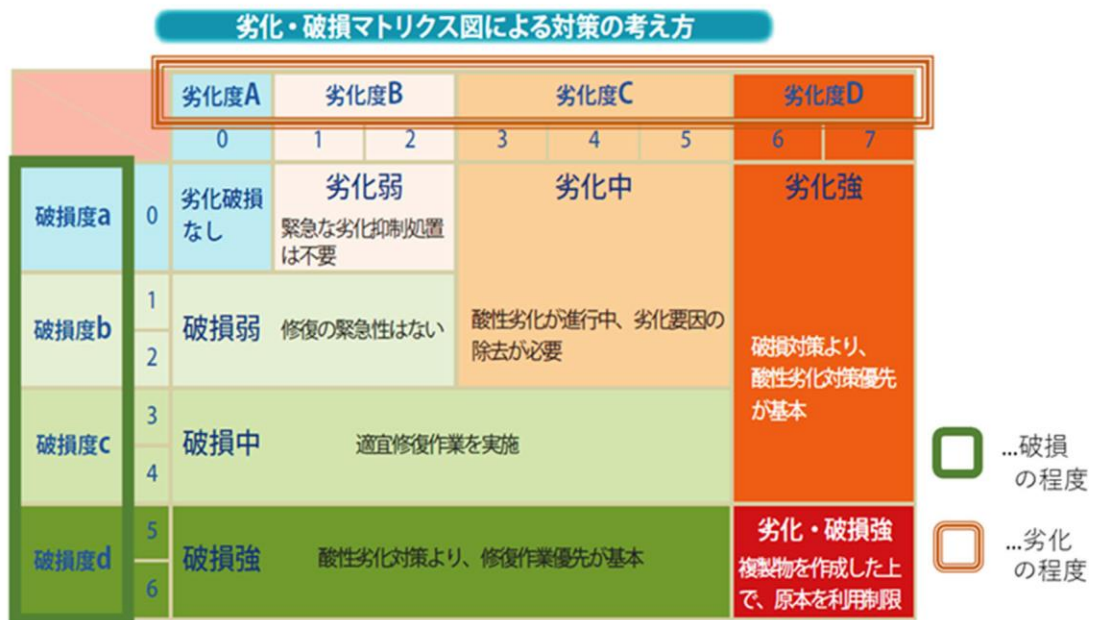 劣化・破損マトリクス図による対策の考え方
劣化度A 劣化度B 劣化度C 劣化度D
0 1 2 3 4 5 6 7
破損度a 0
劣化破損
なし
劣化弱
緊急な劣化抑制処置
は不要
劣化中
酸性劣化が進行中、劣化要因の
除去が必要
劣化強
破損対策より、
酸性劣化対策優先
が基本
破損度b 1
2
破損弱 修復の緊急性はない
破損度c 3
4
破損中 適宜修復作業を実施
破損度d 5
6
破損強 酸性劣化対策より、修復作業優先が基本
劣化・破損強
複製物を作成した上
で、原本を利用制限
...破損
の程度
...劣化
の程度